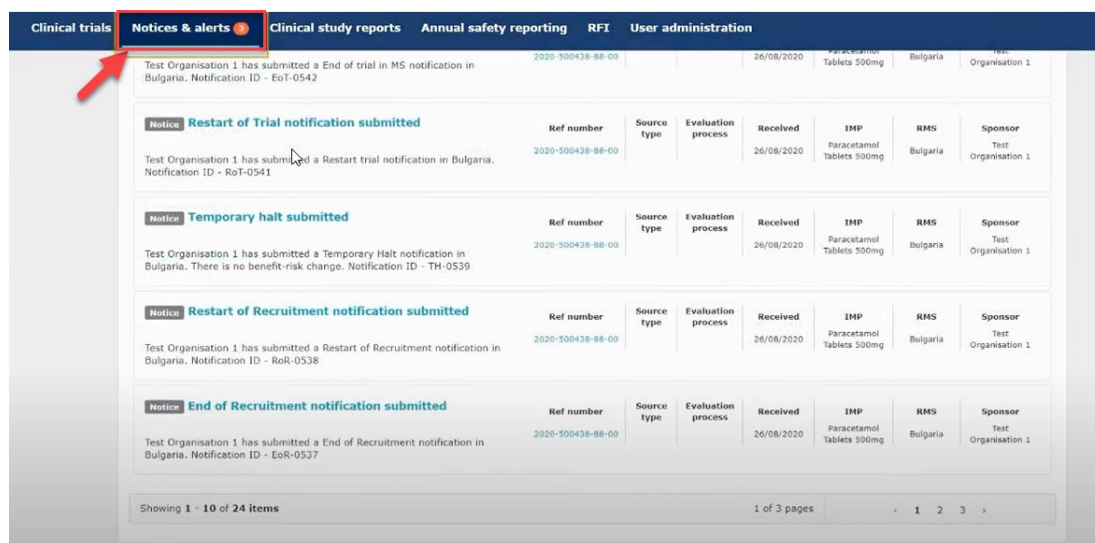 Clinical trials Notices & alerts 3 Clinical study reports Annual safety reporting RFI User administration
Test Organisation 1 has submitted a End of trial in MS notification in
Bulgaria. Notification ID - EoT-0542
2020-500438-88-00 26/08/2020 Paracetamol Tablets 500mg Bulgaria Test Organisation 1
Notice Restart of Trial notification submitted
Test Organisation 1 has submitted a Restart trial notification in Bulgaria.
Notification ID - RoT-0541
Ref number Source type Evaluation process Received IMP RMS Sponsor
2020-500438-88-00 26/08/2020 Paracetamol Tablets 500mg Bulgaria Test Organisation 1
Notice Temporary halt submitted
Test Organisation 1 has submitted a Temporary Halt notification in
Bulgaria. There is no benefit-risk change. Notification ID - TH-0539
Ref number Source type Evaluation process Received IMP RMS Sponsor
2020-500438-88-00 26/08/2020 Paracetamol Tablets 500mg Bulgaria Test Organisation 1
Notice Restart of Recruitment notification submitted
Test Organisation 1 has submitted a Restart of Recruitment notification in
Bulgaria. Notification ID - RoR-0538
Ref number Source type Evaluation process Received IMP RMS Sponsor
2020-500438-88-00 26/08/2020 Paracetamol Tablets 500mg Bulgaria Test Organisation 1
Notice End of Recruitment notification submitted
Test Organisation 1 has submitted a End of Recruitment notification in
Bulgaria. Notification ID - EoR-0537
Ref number Source type Evaluation process Received IMP RMS Sponsor
2020-500438-88-00 26/08/2020 Paracetamol Tablets 500mg Bulgaria Test Organisation 1
Showing 1 - 10 of 24 items 1 of 3 pages ‹ 1 2 3 ›